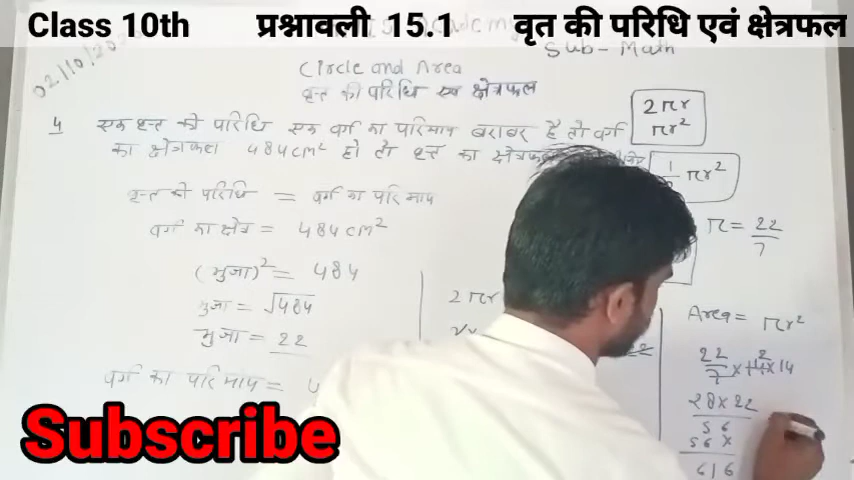 Class 10th प्रश्नावली 15.1 वृत की परिधि एवं क्षेत्रफल
Sub - Math
02/10/20
Circle and Area
वृत्त की परिधि एवं क्षेत्रफल
4 एक वृत्त की परिधि एक वर्ग का परिमाप बराबर है तो वर्ग
का क्षेत्रफल 484 cm² हो तो वृत्त का क्षेत्रफल
2πr
πr²
πr²
वृत्त की परिधि = वर्ग का परिमाप
वर्ग का क्षेत्र = 484 cm²
(भुजा)² = 484
भुजा = √484
भुजा = 22
वर्ग का परिमाप =
2πr
π = 22/7
Area = πr²
22/7 × 14 × 14
2
28 × 22
56
56 ×
616
Subscribe